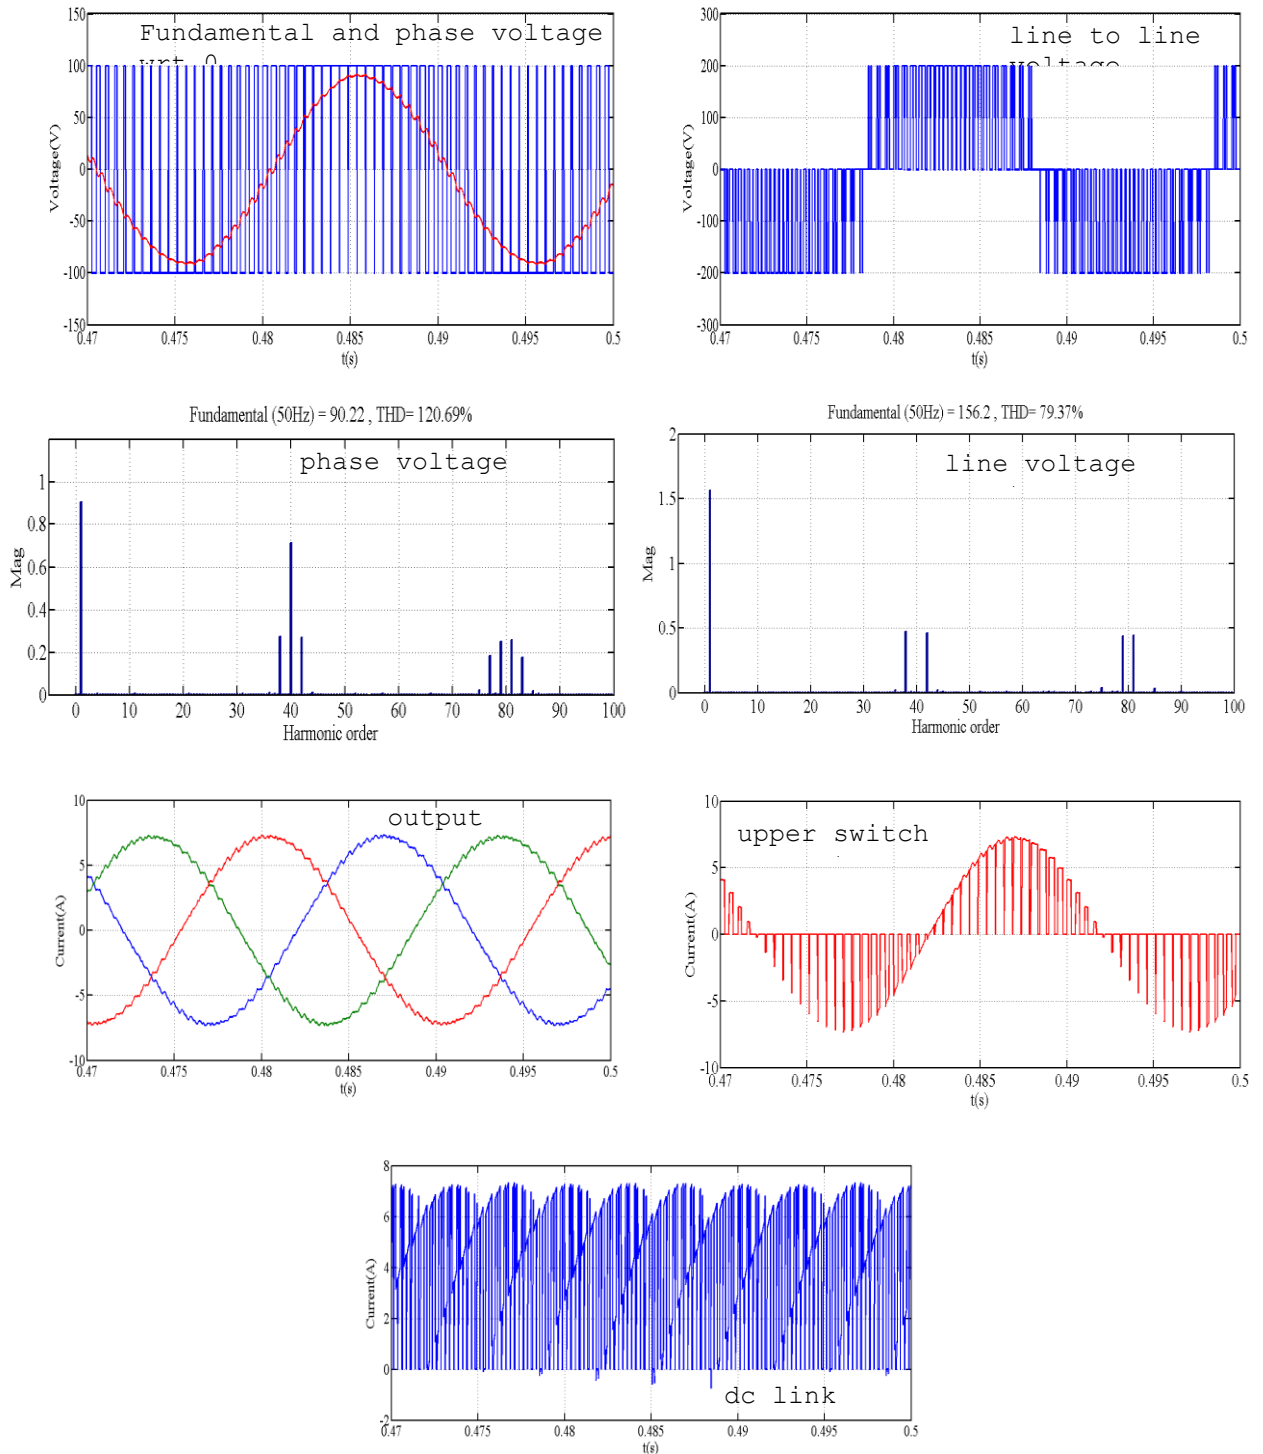 Fundamental and phase voltage
wrt 0
Voltage(V)
150
100
50
0
-50
-100
-150
0.47 0.475 0.48 0.485 0.49 0.495 0.5
t(s)
line to line
voltage
Voltage(V)
300
200
100
0
-100
-200
-300
0.47 0.475 0.48 0.485 0.49 0.495 0.5
t(s)
Fundamental (50Hz) = 90.22 , THD= 120.69%
phase voltage
Mag
1
0.8
0.6
0.4
0.2
0
0 10 20 30 40 50 60 70 80 90 100
Harmonic order
Fundamental (50Hz) = 156.2 , THD= 79.37%
line voltage
Mag
2
1.5
1
0.5
0
0 10 20 30 40 50 60 70 80 90 100
Harmonic order
output
Current(A)
10
5
0
-5
-10
0.47 0.475 0.48 0.485 0.49 0.495 0.5
t(s)
upper switch
Current(A)
10
5
0
-5
-10
0.47 0.475 0.48 0.485 0.49 0.495 0.5
t(s)
Current(A)
8
6
4
2
0
-2
dc link
0.47 0.475 0.48 0.485 0.49 0.495 0.5
t(s)